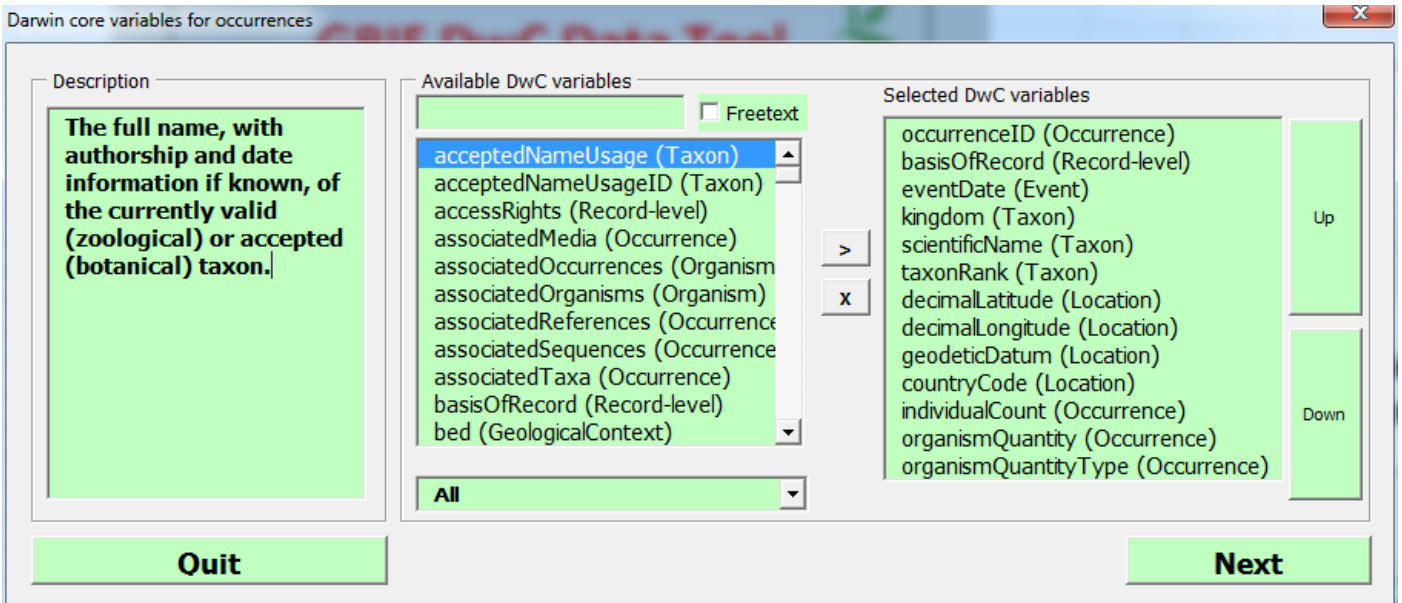 GBIF DwC Data Tool
Darwin core variables for occurrences
x
Description
The full name, with
authorship and date
information if known, of
the currently valid
(zoological) or accepted
(botanical) taxon.
Available DwC variables
Freetext
acceptedNameUsage (Taxon)
acceptedNameUsageID (Taxon)
accessRights (Record-level)
associatedMedia (Occurrence)
associatedOccurrences (Organism
associatedOrganisms (Organism)
associatedReferences (Occurrence
associatedSequences (Occurrence
associatedTaxa (Occurrence)
basisOfRecord (Record-level)
bed (GeologicalContext)
All
>
x
Selected DwC variables
occurrenceID (Occurrence)
basisOfRecord (Record-level)
eventDate (Event)
kingdom (Taxon)
scientificName (Taxon)
taxonRank (Taxon)
decimalLatitude (Location)
decimalLongitude (Location)
geodeticDatum (Location)
countryCode (Location)
individualCount (Occurrence)
organismQuantity (Occurrence)
organismQuantityType (Occurrence)
Up
Down
Quit
Next